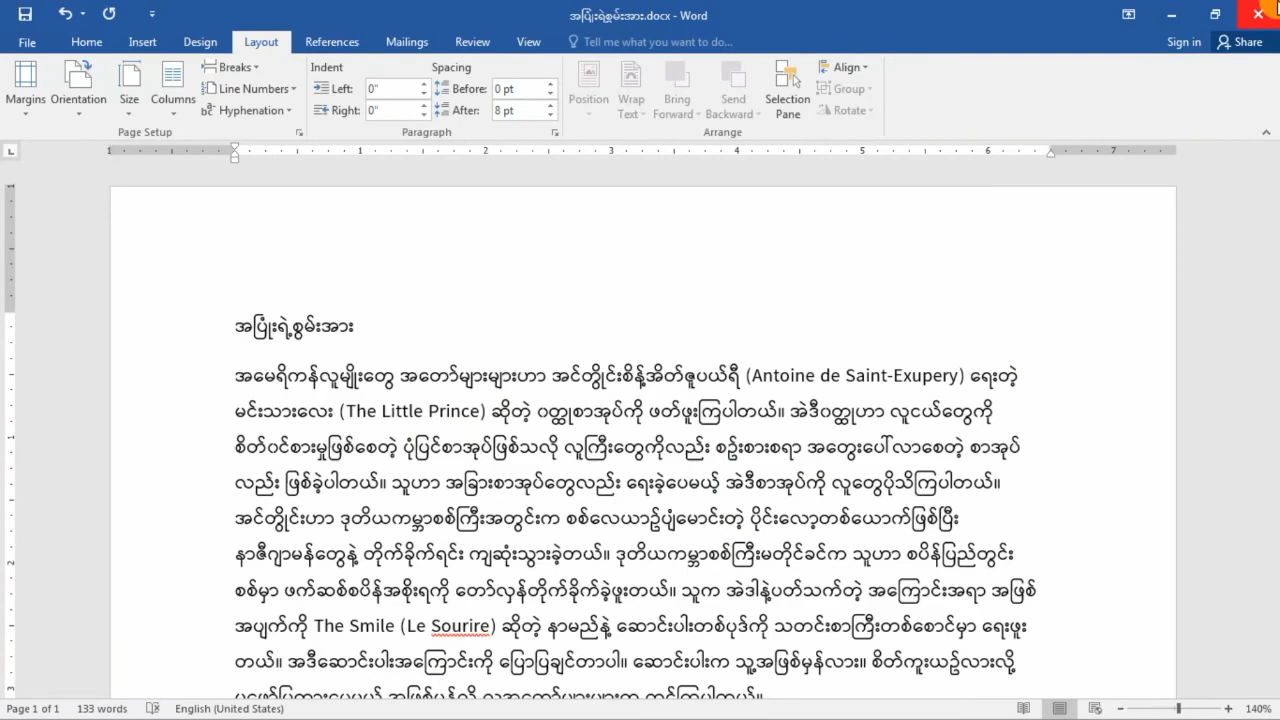 အပြုံးရဲ့စွမ်းအား.docx - Word
File Home Insert Design Layout References Mailings Review View Tell me what you want to do... Sign in Share
Margins Orientation Size Columns Breaks Line Numbers Hyphenation
Page Setup
Indent Spacing
Left: 0" Before: 0 pt
Right: 0" After: 8 pt
Paragraph
Position Wrap Text Bring Forward Send Backward Selection Pane Align Group Rotate
Arrange
1 1 2 3 4 5 6 7
အပြုံးရဲ့စွမ်းအား
အမေရိကန်လူမျိုးတွေ အတော်များများဟာ အင်တွိုင်းစိန့်အိတ်ဇူပယ်ရီ (Antoine de Saint-Exupery) ရေးတဲ့
မင်းသားလေး (The Little Prince) ဆိုတဲ့ ၀တ္ထုစာအုပ်ကို ဖတ်ဖူးကြပါတယ်။ အဲဒီ၀တ္ထုဟာ လူငယ်တွေကို
စိတ်၀င်စားမှုဖြစ်စေတဲ့ ပုံပြင်စာအုပ်ဖြစ်သလို လူကြီးတွေကိုလည်း စဥ်းစားစရာ အတွေးပေါ်လာစေတဲ့ စာအုပ်
လည်း ဖြစ်ခဲ့ပါတယ်။ သူဟာ အခြားစာအုပ်တွေလည်း ရေးခဲ့ပေမယ့် အဲဒီစာအုပ်ကို လူတွေပိုသိကြပါတယ်။
အင်တွိုင်းဟာ ဒုတိယကမ္ဘာစစ်ကြီးအတွင်းက စစ်လေယာဥ်ပျံမောင်းတဲ့ ပိုင်းလော့တစ်ယောက်ဖြစ်ပြီး
နာဇီဂျာမန်တွေနဲ့ တိုက်ခိုက်ရင်း ကျဆုံးသွားခဲ့တယ်။ ဒုတိယကမ္ဘာစစ်ကြီးမတိုင်ခင်က သူဟာ စပိန်ပြည်တွင်း
စစ်မှာ ဖက်ဆစ်စပိန်အစိုးရကို တော်လှန်တိုက်ခိုက်ခဲ့ဖူးတယ်။ သူက အဲဒါနဲ့ပတ်သက်တဲ့ အကြောင်းအရာ အဖြစ်
အပျက်ကို The Smile (Le Sourire) ဆိုတဲ့ နာမည်နဲ့ ဆောင်းပါးတစ်ပုဒ်ကို သတင်းစာကြီးတစ်စောင်မှာ ရေးဖူး
တယ်။ အဒီဆောင်းပါးအကြောင်းကို ပြောပြချင်တာပါ။ ဆောင်းပါးက သူ့အဖြစ်မှန်လား။ စိတ်ကူးယဥ်လားလို့
Page 1 of 1 133 words English (United States) 140%